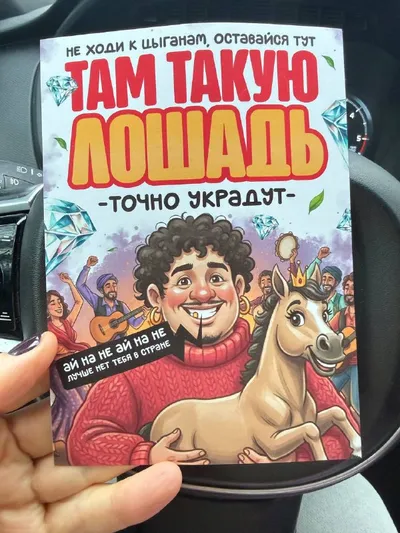 НЕ ХОДИ К ЦЫГАНАМ, ОСТАВАЙСЯ ТУТ
ТАМ ТАКУЮ
ЛОШАДЬ
-ТОЧНО УКРАДУТ-
АЙ НА НЕ АЙ НА НЕ
ЛУЧШЕ НЕТ ТЕБЯ В СТРАНЕ